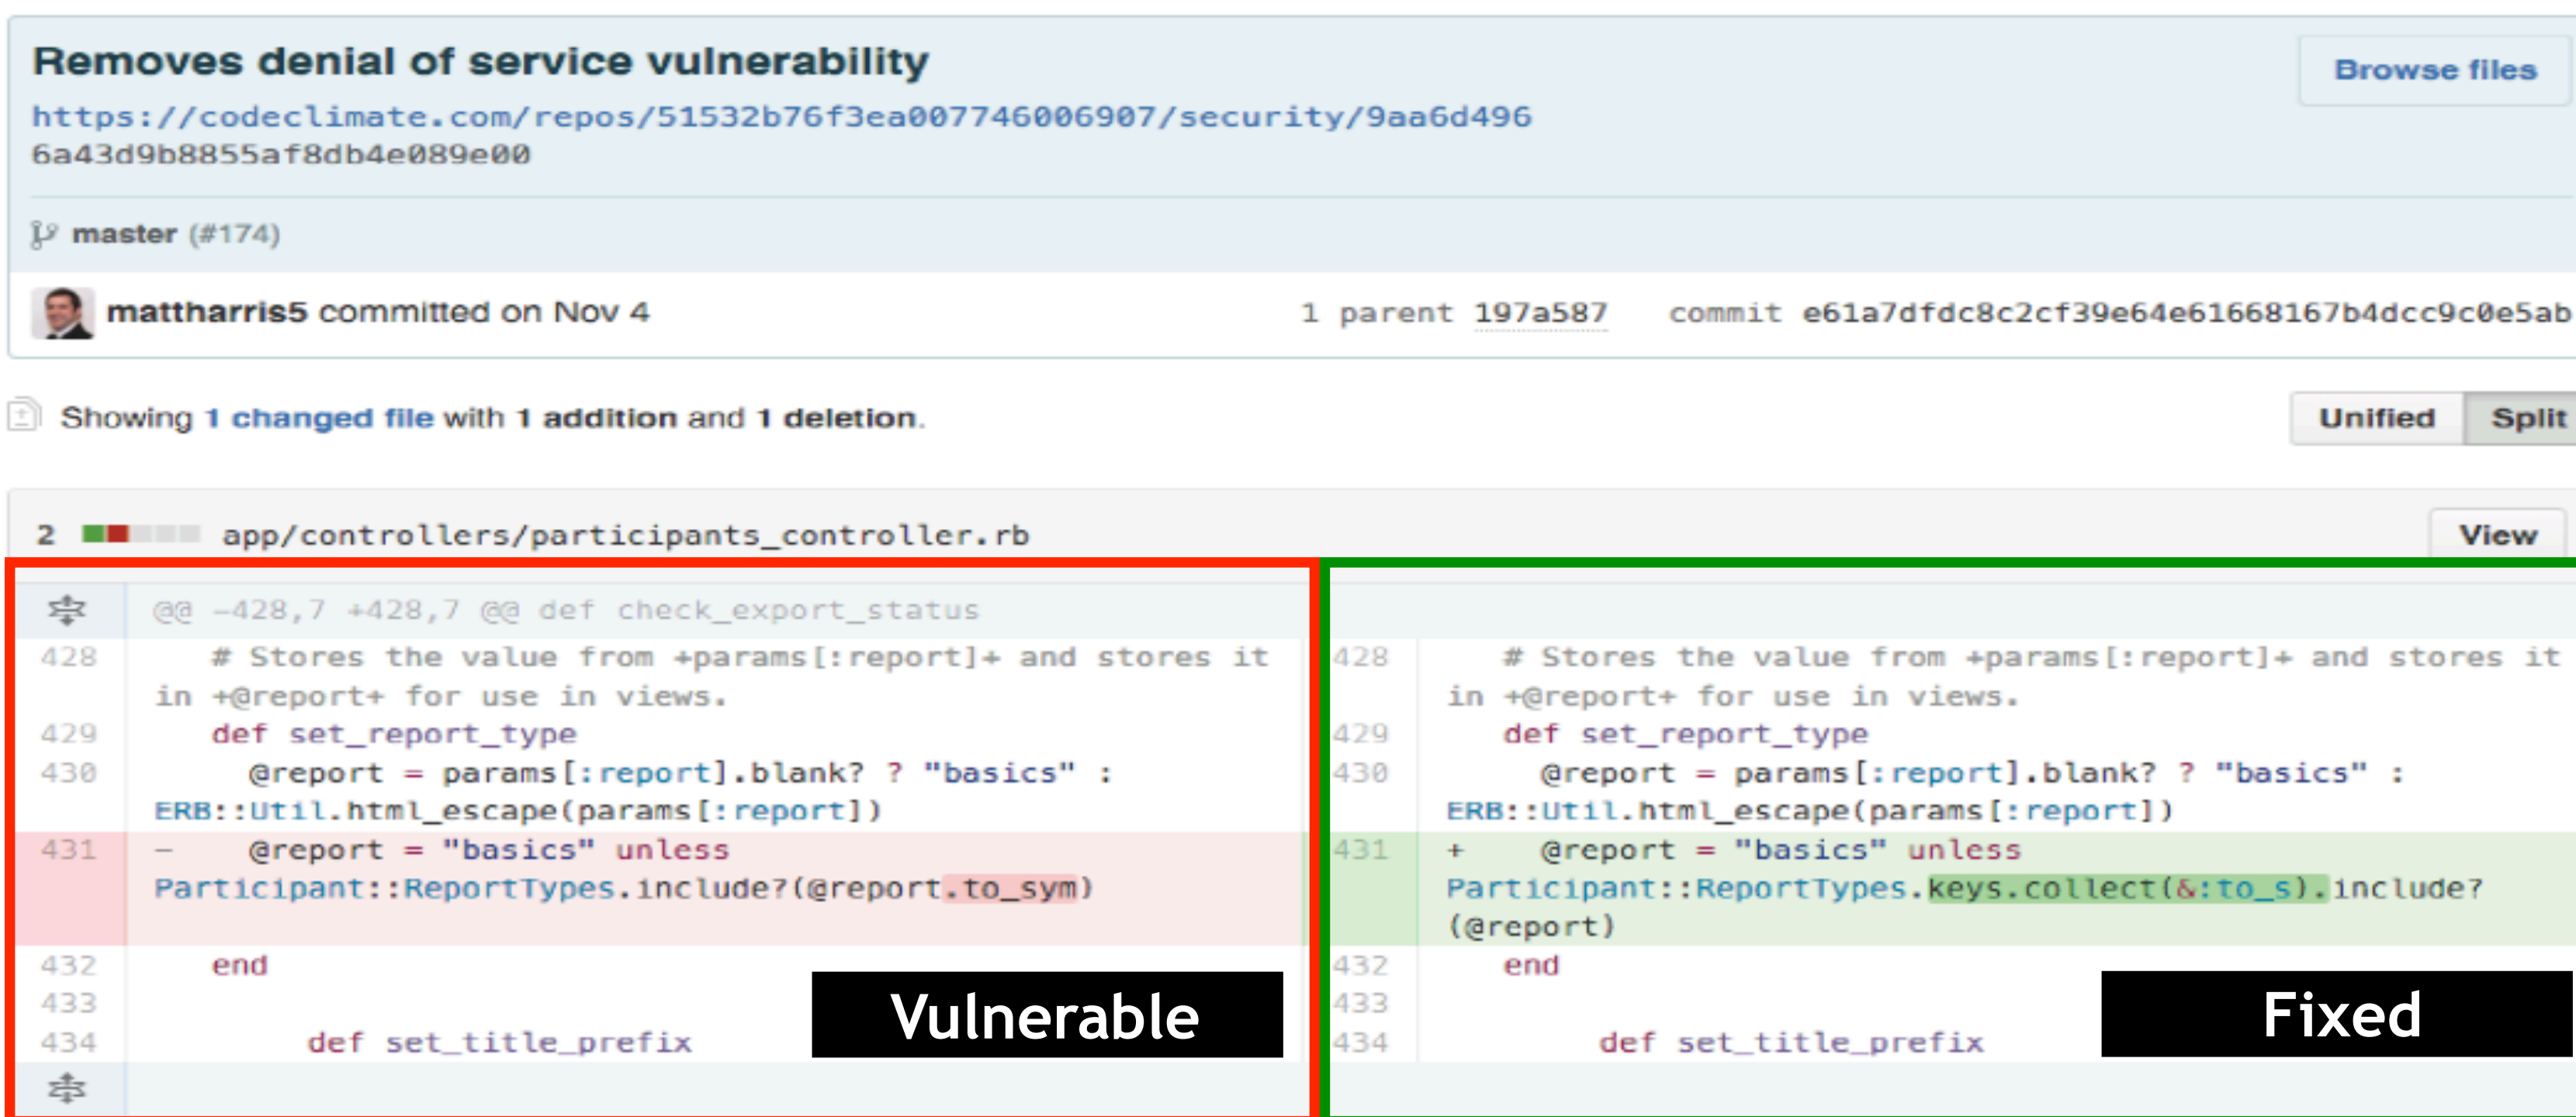 Removes denial of service vulnerability
Browse files
https://codeclimate.com/repos/51532b76f3ea007746006907/security/9aa6d496
6a43d9b8855af8db4e089e00
master (#174)
mattharris5 committed on Nov 4
1 parent 197a587 commit e61a7dfdc8c2cf39e64e61668167b4dcc9c0e5ab
Showing 1 changed file with 1 addition and 1 deletion.
Unified Split
2 app/controllers/participants_controller.rb
View
@@ -428,7 +428,7 @@ def check_export_status
428 # Stores the value from +params[:report]+ and stores it
in +@report+ for use in views.
429 def set_report_type
430 @report = params[:report].blank? ? "basics" :
ERB::Util.html_escape(params[:report])
431 - @report = "basics" unless
Participant::ReportTypes.include?(@report.to_sym)
432 end
433
434 def set_title_prefix
Vulnerable
428 # Stores the value from +params[:report]+ and stores it
in +@report+ for use in views.
429 def set_report_type
430 @report = params[:report].blank? ? "basics" :
ERB::Util.html_escape(params[:report])
431 + @report = "basics" unless
Participant::ReportTypes.keys.collect(&:to_s).include?
(@report)
432 end
433
434 def set_title_prefix
Fixed